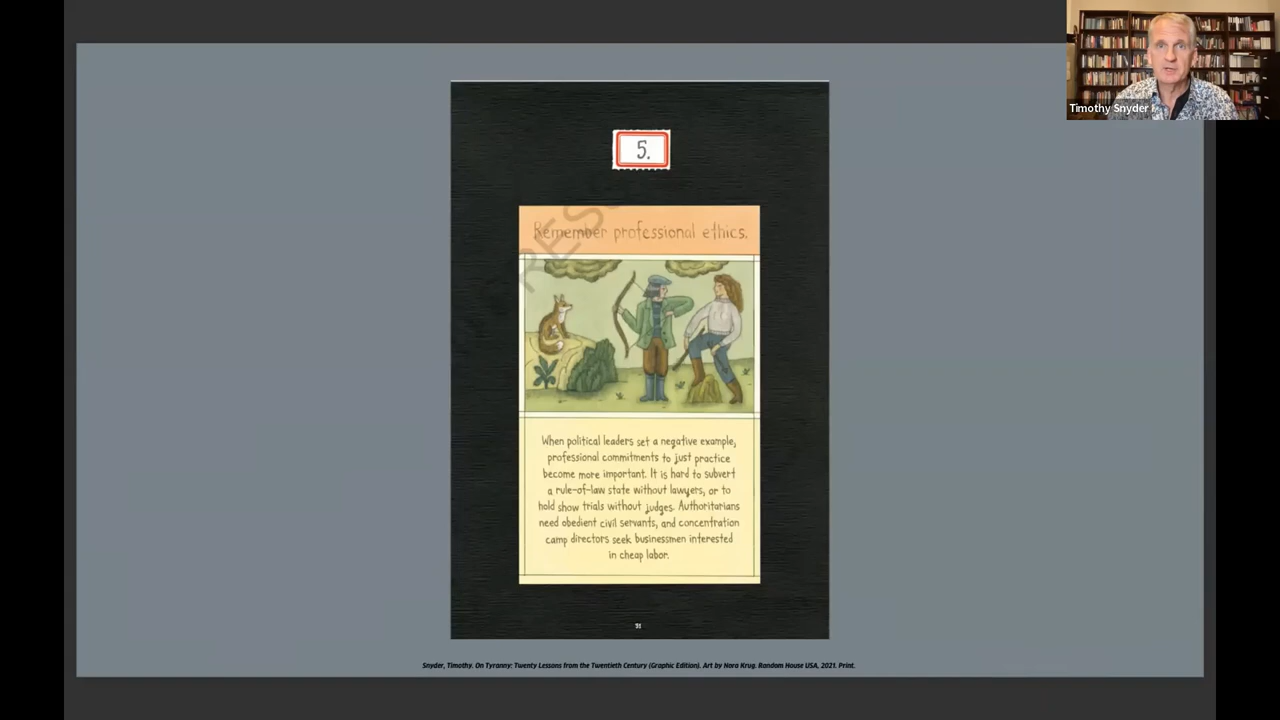 Timothy Snyder
5.
Remember professional ethics.
When political leaders set a negative example,
professional commitments to just practice
become more important. It is hard to subvert
a rule-of-law state without lawyers, or to
hold show trials without judges. Authoritarians
need obedient civil servants, and concentration
camp directors seek businessmen interested
in cheap labor.
Snyder, Timothy. On Tyranny: Twenty Lessons from the Twentieth Century (Graphic Edition). Art by Nora Krug. Random House USA, 2021. Print.